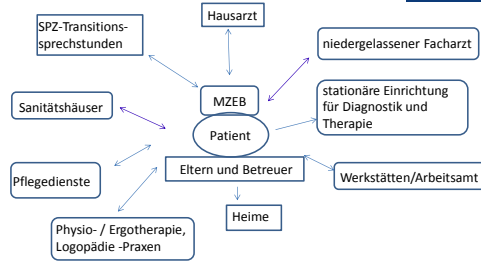 Hausarzt
SPZ-Transitions-
sprechstunden
niedergelassener Facharzt
MZEB
stationäre Einrichtung
für Diagnostik und
Therapie
Sanitätshäuser
Patient
Eltern und Betreuer
Pflegedienste
Werkstätten/Arbeitsamt
Heime
Physio- / Ergotherapie,
Logopädie -Praxen